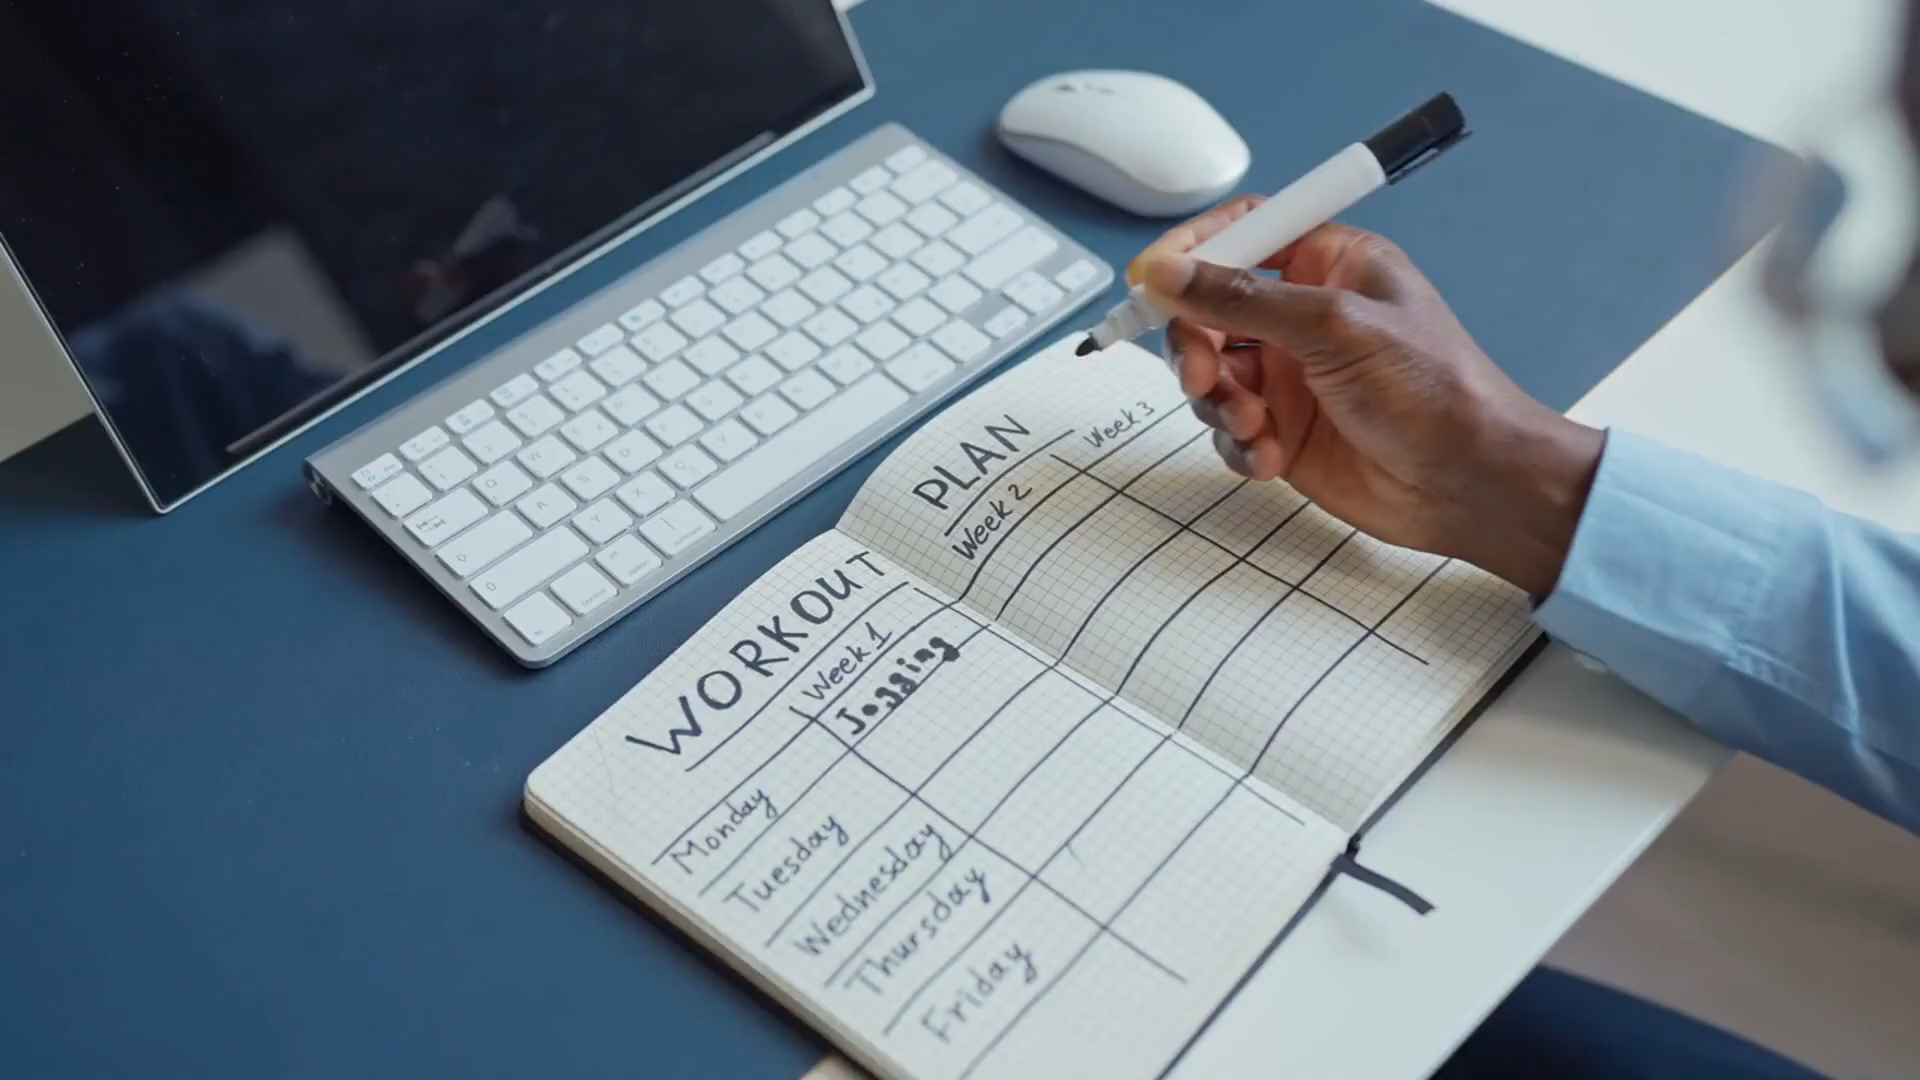 WORKOUT PLAN
Week 1 Week 2 Week 3
Monday Jogging
Tuesday
Wednesday
Thursday
Friday